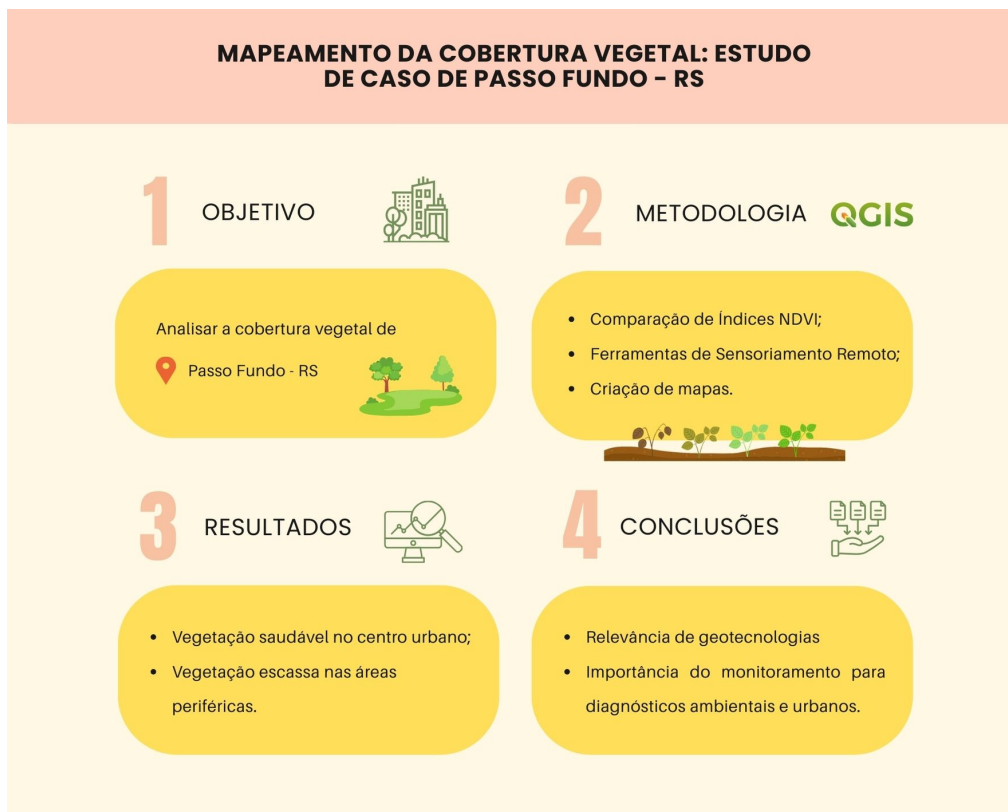 MAPEAMENTO DA COBERTURA VEGETAL: ESTUDO
DE CASO DE PASSO FUNDO - RS
1 OBJETIVO
Analisar a cobertura vegetal de
Passo Fundo - RS
2 METODOLOGIA QGIS
• Comparação de Índices NDVI;
• Ferramentas de Sensoriamento Remoto;
• Criação de mapas.
3 RESULTADOS
• Vegetação saudável no centro urbano;
• Vegetação escassa nas áreas
periféricas.
4 CONCLUSÕES
• Relevância de geotecnologias
• Importância do monitoramento para
diagnósticos ambientais e urbanos.